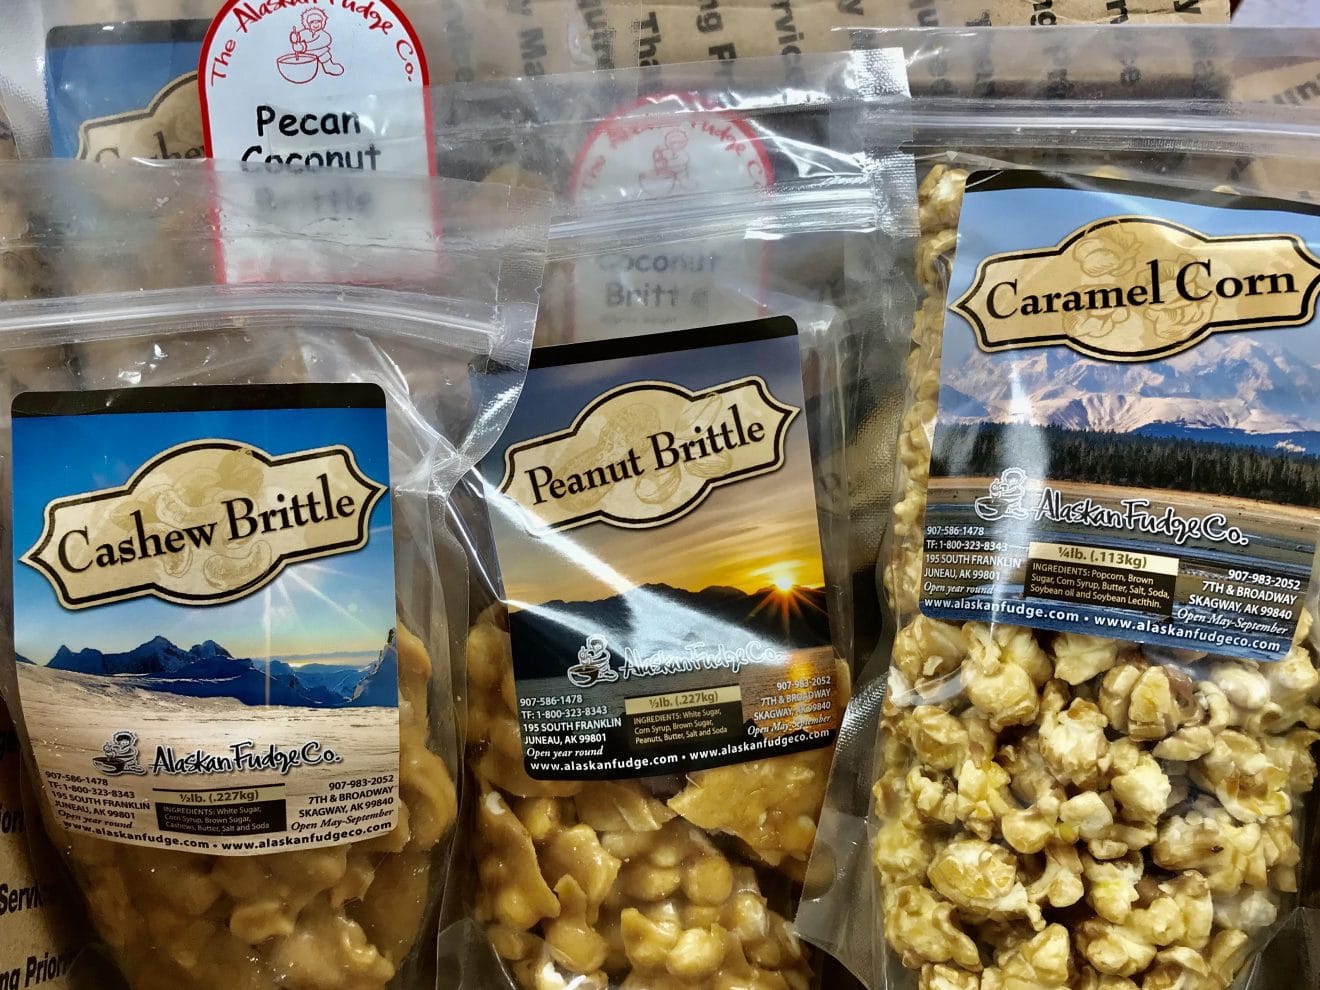 The Alaskan Fudge Co.
Pecan
Coconut
Brittle
Cashew
Coconut
Brittle
Cashew Brittle
Alaskan Fudge Co.
907-586-1478
TF: 1-800-323-8343
195 SOUTH FRANKLIN
JUNEAU, AK 99801
Open year round
½lb. (.227kg)
INGREDIENTS: White Sugar,
Corn Syrup, Brown Sugar,
Cashews, Butter, Salt and Soda
907-983-2052
7TH & BROADWAY
SKAGWAY, AK 99840
Open May-September
www.alaskanfudge.com • www.alaskanfudgeco.com
Peanut Brittle
Alaskan Fudge Co.
907-586-1478
TF: 1-800-323-8343
195 SOUTH FRANKLIN
JUNEAU, AK 99801
Open year round
½lb. (.227kg)
INGREDIENTS: White Sugar,
Corn Syrup, Brown Sugar,
Peanuts, Butter, Salt and Soda
907-983-2052
7TH & BROADWAY
SKAGWAY, AK 99840
Open May-September
www.alaskanfudge.com • www.alaskanfudgeco.com
Caramel Corn
Alaskan Fudge Co.
907-586-1478
TF: 1-800-323-8343
195 SOUTH FRANKLIN
JUNEAU, AK 99801
Open year round
¼lb. (.113kg)
INGREDIENTS: Popcorn, Brown
Sugar, Corn Syrup, Butter, Salt, Soda,
Soybean oil and Soybean Lecithin.
907-983-2052
7TH & BROADWAY
SKAGWAY, AK 99840
Open May-September
www.alaskanfudge.com • www.alaskanfudgeco.com